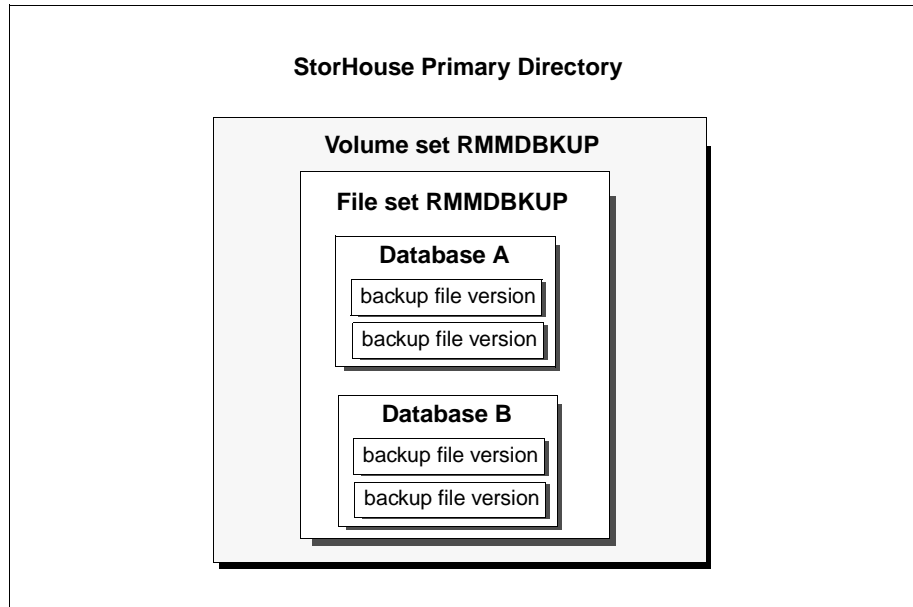 StorHouse Primary Directory
Volume set RMMDBKUP
File set RMMDBKUP
Database A
backup file version
backup file version
Database B
backup file version
backup file version